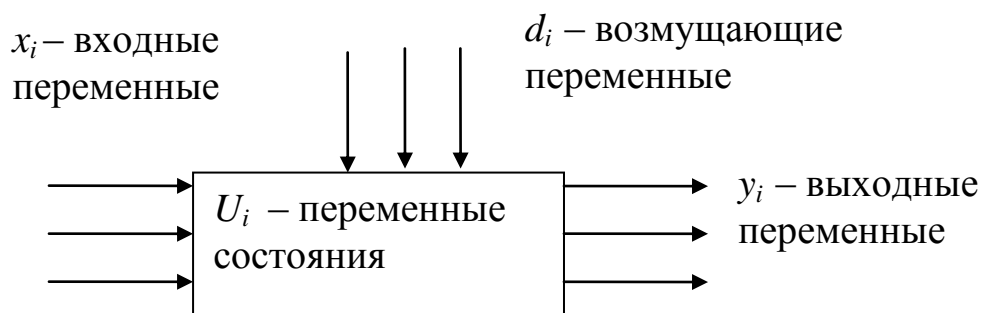 xᵢ – входные
переменные
dᵢ – возмущающие
переменные
Uᵢ – переменные
состояния
yᵢ – выходные
переменные